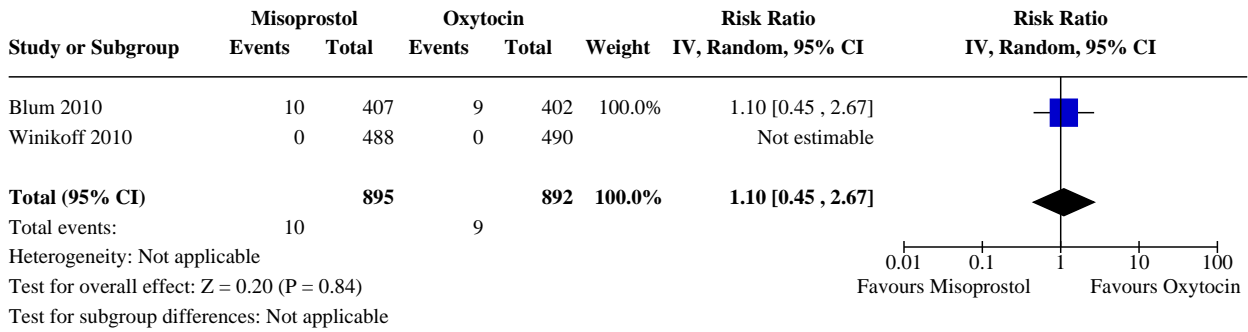 Misoprostol Oxytocin Risk Ratio Risk Ratio
Study or Subgroup Events Total Events Total Weight IV, Random, 95% CI IV, Random, 95% CI
Blum 2010 10 407 9 402 100.0% 1.10 [0.45 , 2.67]
Winikoff 2010 0 488 0 490 Not estimable
Total (95% CI) 895 892 100.0% 1.10 [0.45 , 2.67]
Total events: 10 9
Heterogeneity: Not applicable
0.01 0.1 1 10 100
Test for overall effect: Z = 0.20 (P = 0.84)
Favours Misoprostol Favours Oxytocin
Test for subgroup differences: Not applicable